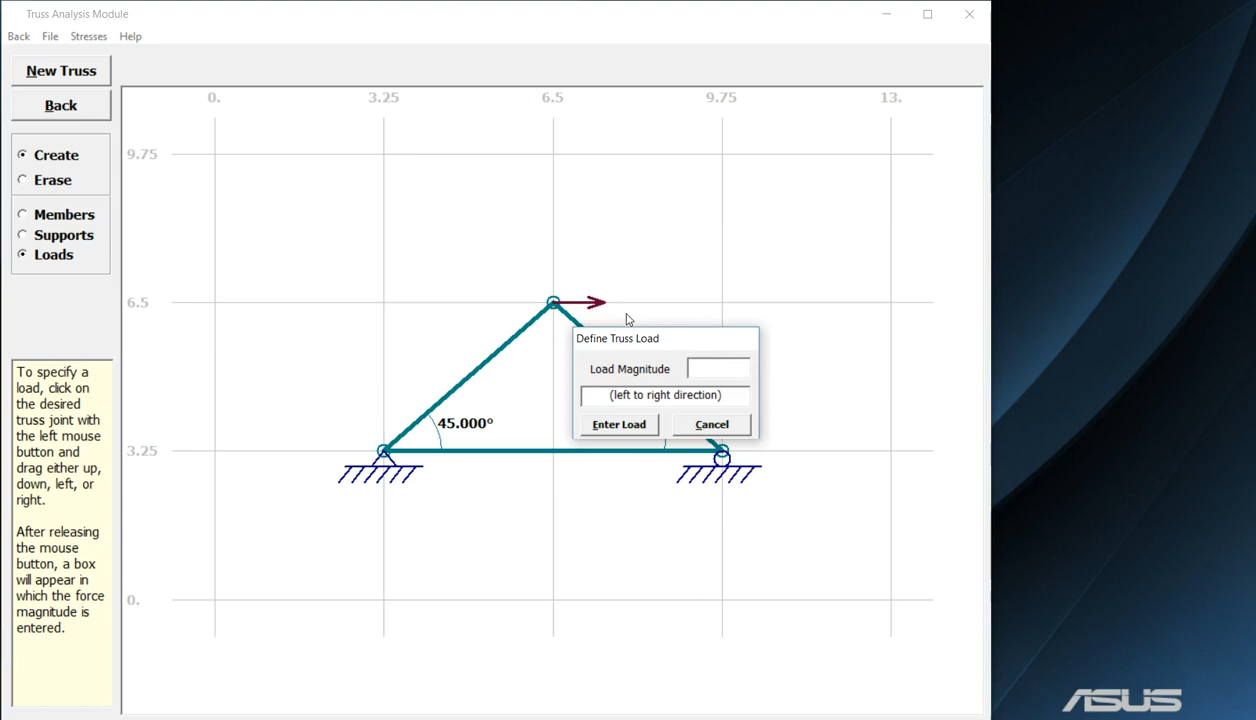 Truss Analysis Module
Back File Stresses Help
New Truss
Back
Create
Erase
Members
Supports
Loads
To specify a
load, click on
the desired
truss joint with
the left mouse
button and
drag either up,
down, left, or
right.
After releasing
the mouse
button, a box
will appear in
which the force
magnitude is
entered.
0. 3.25 6.5 9.75 13.
9.75
6.5
3.25
0.
45.000°
Define Truss Load
Load Magnitude
(left to right direction)
Enter Load Cancel
ASUS